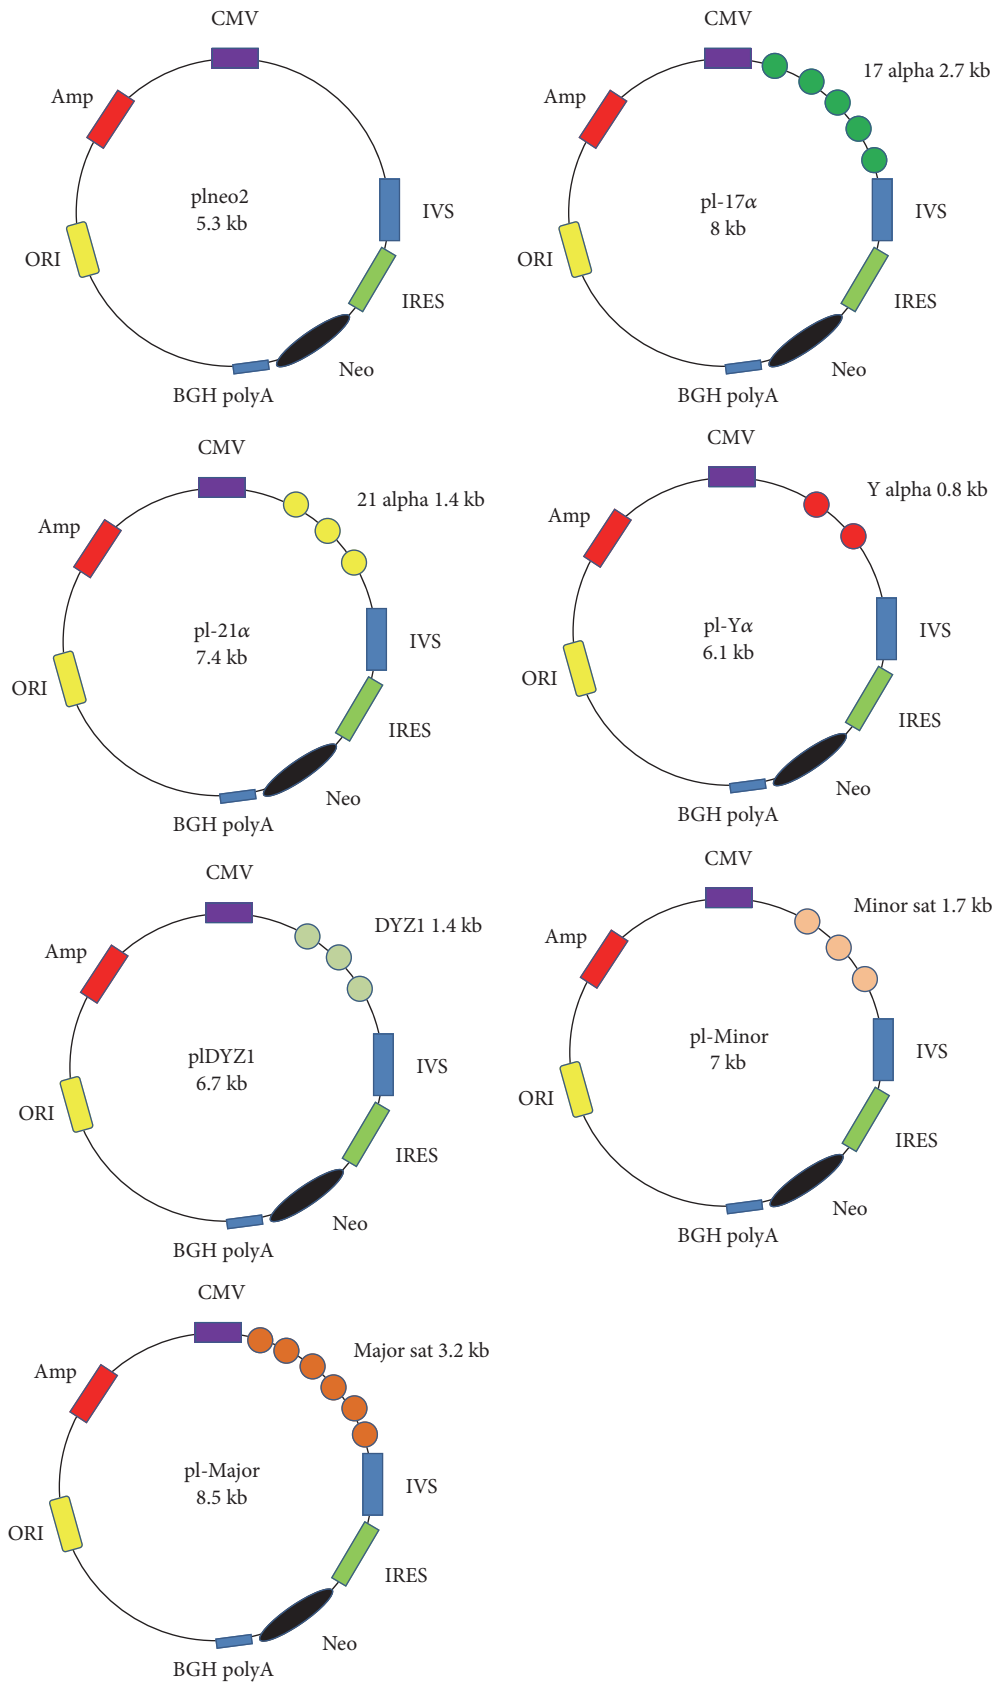 CMV
Amp
plneo2
5.3 kb
IVS
ORI
IRES
Neo
BGH polyA
CMV
17 alpha 2.7 kb
Amp
pl-17α
8 kb
IVS
ORI
IRES
Neo
BGH polyA
CMV
21 alpha 1.4 kb
Amp
pl-21α
7.4 kb
IVS
ORI
IRES
Neo
BGH polyA
CMV
Y alpha 0.8 kb
Amp
pl-Yα
6.1 kb
IVS
ORI
IRES
Neo
BGH polyA
CMV
DYZ1 1.4 kb
Amp
plDYZ1
6.7 kb
IVS
ORI
IRES
Neo
BGH polyA
CMV
Minor sat 1.7 kb
Amp
pl-Minor
7 kb
IVS
ORI
IRES
Neo
BGH polyA
CMV
Major sat 3.2 kb
Amp
pl-Major
8.5 kb
IVS
ORI
IRES
Neo
BGH polyA